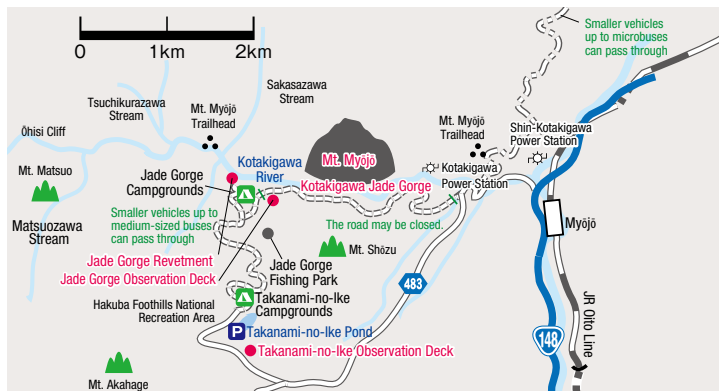 0
1km
2km
Smaller vehicles
up to microbuses
can pass through
Sakasazawa
Stream
Tsuchikurazawa
Stream
Mt. Myōjō
Trailhead
Ōhisi Cliff
Mt. Matsuo
Matsuozawa
Stream
Kotakigawa
River
Mt. Myōjō
Mt. Myōjō
Trailhead
Shin-Kotakigawa
Power Station
Kotakigawa
Power Station
Jade Gorge
Campgrounds
Kotakigawa Jade Gorge
Smaller vehicles up to
medium-sized buses
can pass through
The road may be closed.
Myōjō
Jade Gorge Revetment
Jade Gorge Observation Deck
Mt. Shōzu
Jade Gorge
Fishing Park
483
Hakuba Foothills National
Recreation Area
Takanami-no-Ike
Campgrounds
P
Takanami-no-Ike Pond
Takanami-no-Ike Observation Deck
148
JR Ōito Line
Mt. Akahage